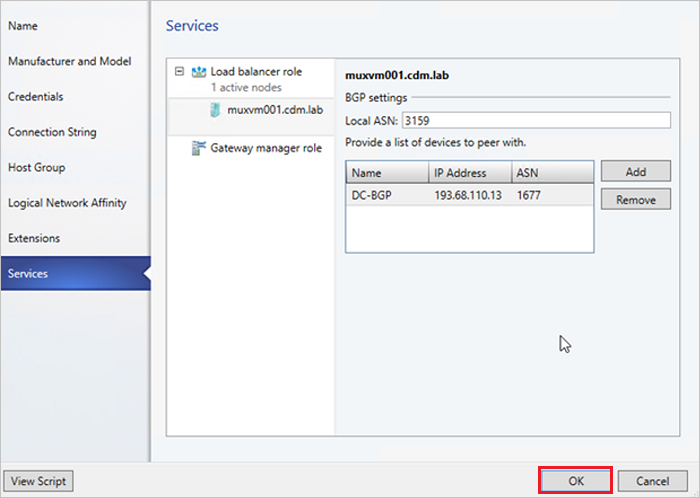 Name
Manufacturer and Model
Credentials
Connection String
Host Group
Logical Network Affinity
Extensions
Services
Services
Load balancer role
1 active nodes
muxvm001.cdm.lab
Gateway manager role
muxvm001.cdm.lab
BGP settings
Local ASN: 3159
Provide a list of devices to peer with.
Name IP Address ASN
DC-BGP 193.68.110.13 1677
Add
Remove
View Script
OK
Cancel